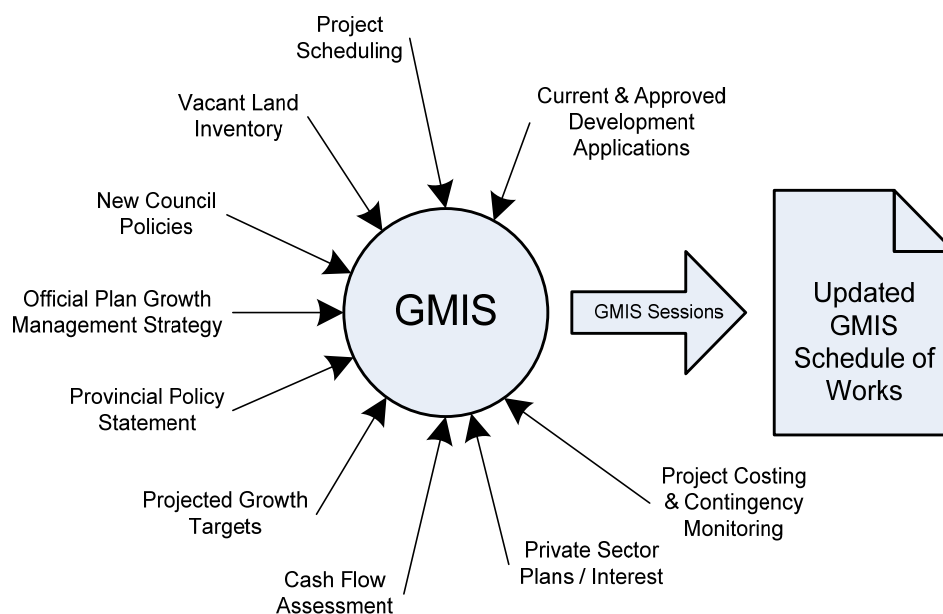 Project
Scheduling
Current & Approved
Development
Applications
Vacant Land
Inventory
New Council
Policies
Official Plan Growth
Management Strategy
Provincial Policy
Statement
Projected Growth
Targets
Cash Flow
Assessment
Private Sector
Plans / Interest
Project Costing
& Contingency
Monitoring
GMIS
GMIS Sessions
Updated
GMIS
Schedule of
Works